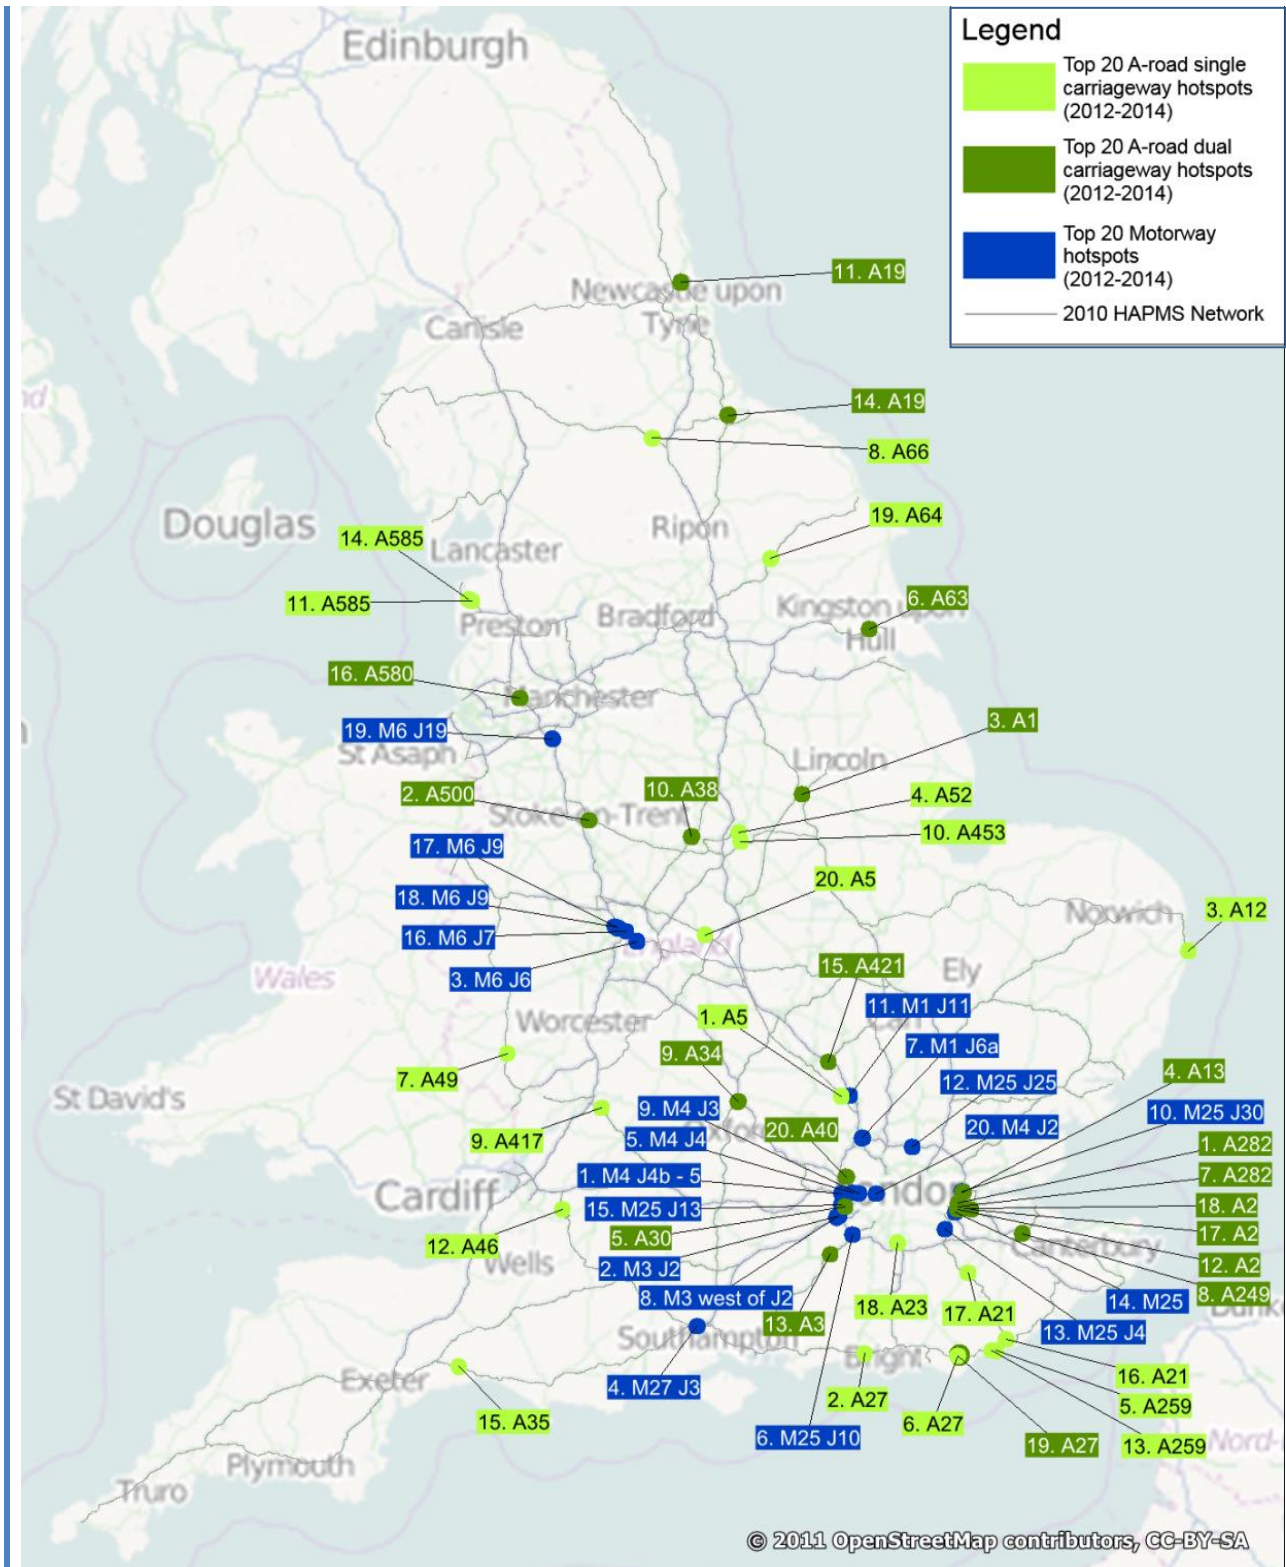 Edinburgh
Legend
Top 20 A-road single
carriageway hotspots
(2012-2014)
Top 20 A-road dual
carriageway hotspots
(2012-2014)
Top 20 Motorway
hotspots
(2012-2014)
2010 HAPMS Network
11. A19
Newcastle upon
Tyne
Carlisle
14. A19
8. A66
19. A64
Ripon
Douglas
14. A585
Lancaster
11. A585
6. A63
Kingston upon
Hull
Bradford
Preston
16. A580
Manchester
19. M6 J19
St Asaph
3. A1
Lincoln
2. A500
10. A38
4. A52
Stoke-on-Trent
10. A453
17. M6 J9
20. A5
18. M6 J9
3. A12
Norwich
16. M6 J7
England
3. M6 J6
Wales
15. A421
Ely
11. M1 J11
Worcester
1. A5
7. M1 J6a
9. A34
7. A49
12. M25 J25
4. A13
St David's
9. M4 J3
20. M4 J2
10. M25 J30
9. A417
5. M4 J4
20. A40
1. A282
1. M4 J4b - 5
7. A282
Cardiff
London
15. M25 J13
18. A2
5. A30
17. A2
12. A46
Canterbury
Wells
2. M3 J2
12. A2
8. M3 west of J2
8. A249
14. M25
18. A23
17. A21
13. A3
13. M25 J4
Southampton
Bright
16. A21
Exeter
4. M27 J3
2. A27
5. A259
15. A35
6. A27
6. M25 J10
19. A27
13. A259
Plymouth
Truro
© 2011 OpenStreetMap contributors, CC-BY-SA